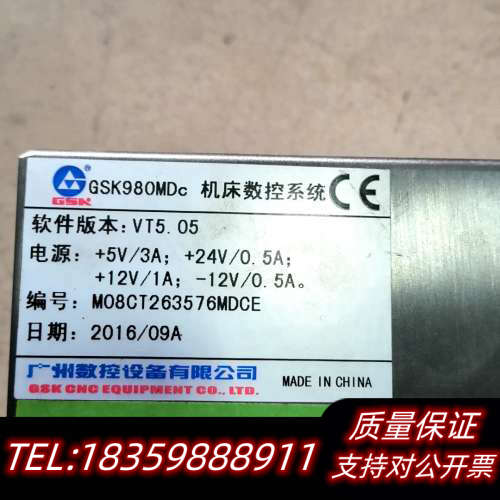 GSK® GSK980MDc 机床数控系统 CE
软件版本: VT5.05
电源: +5V/3A; +24V/0.5A;
+12V/1A; -12V/0.5A。
编号: M08CT263576MDCE
日期: 2016/09A
广州数控设备有限公司
GSK CNC EQUIPMENT CO., LTD.
MADE IN CHINA
质量保证
TEL:18359888911
支持对公开票